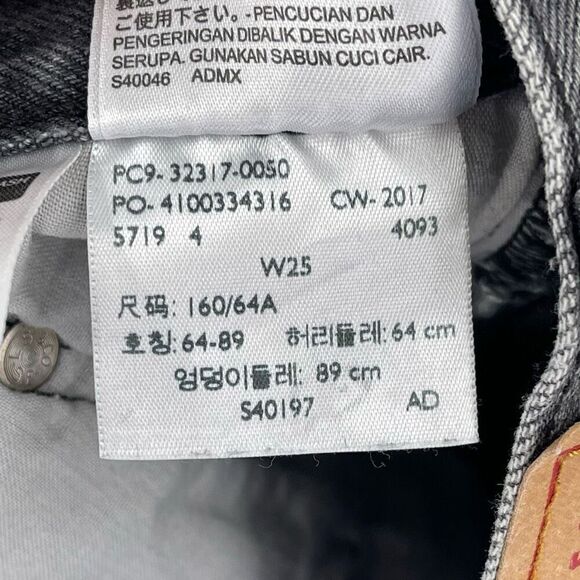 ご使用下さい。-PENCUCIAN DAN
PENGERINGAN DIBALIK DENGAN WARNA
SERUPA. GUNAKAN SABUN CUCI CAIR.
S40046 ADMX
PC9-32317-0050
PO-4100334316 CW-2017
5719 4 4093
W25
尺码:160/64A
호칭:64-89 허리둘레:64 cm
엉덩이둘레: 89 cm
S40197 AD